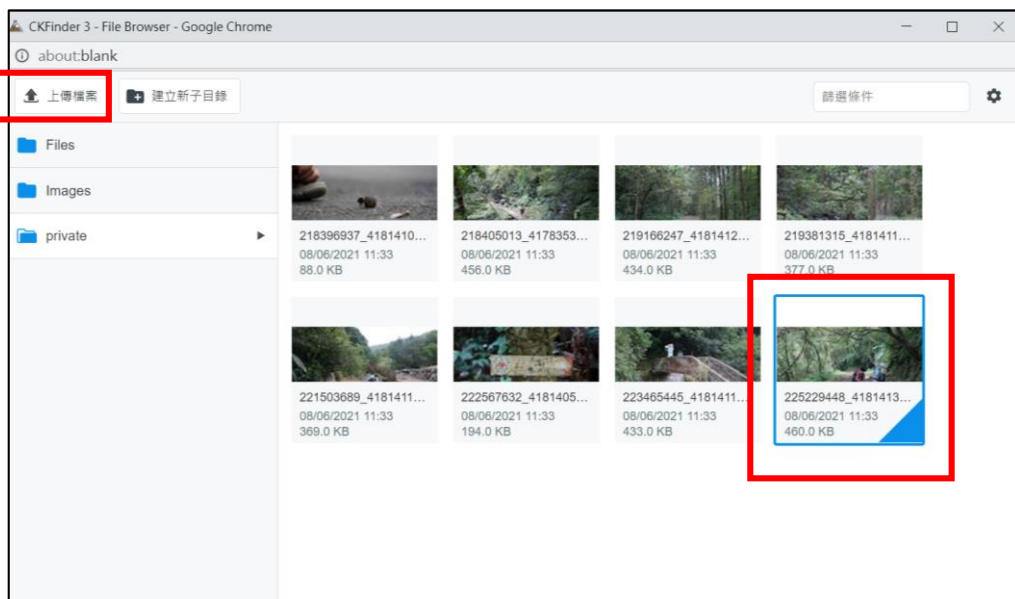 CKFinder 3 - File Browser - Google Chrome
about:blank
上傳檔案
建立新子目錄
篩選條件
Files
Images
private
218396937_4181410...
08/06/2021 11:33
88.0 KB
218405013_4178353...
08/06/2021 11:33
456.0 KB
219166247_4181412...
08/06/2021 11:33
434.0 KB
219381315_4181411...
08/06/2021 11:33
377.0 KB
221503689_4181411...
08/06/2021 11:33
369.0 KB
222567632_4181405...
08/06/2021 11:33
194.0 KB
223465445_4181411...
08/06/2021 11:33
433.0 KB
225229448_4181413...
08/06/2021 11:33
460.0 KB